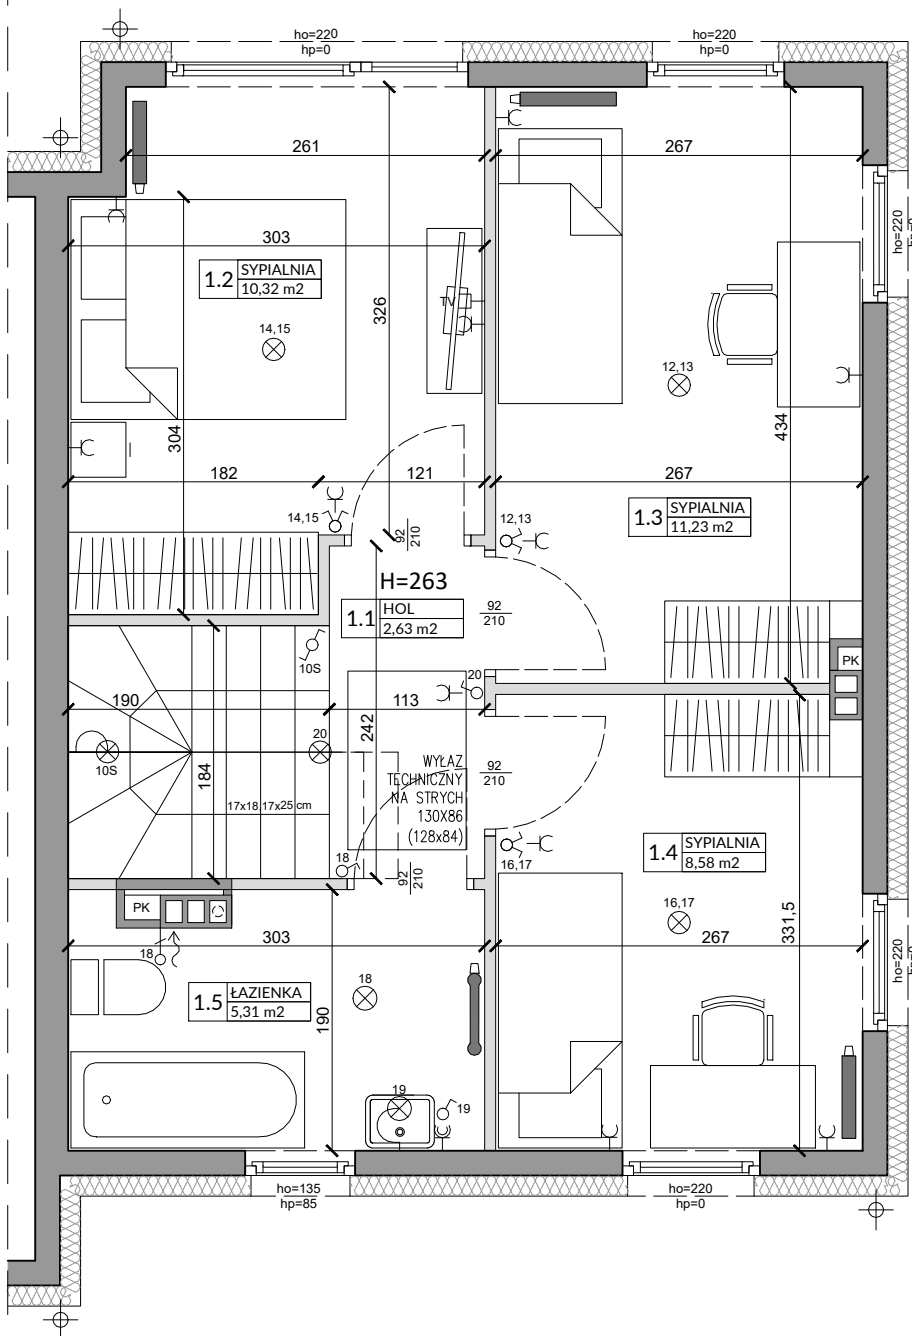 ho=220
hp=0
ho=220
hp=0
261
267
ho=220
303
1.2
SYPIALNIA
10,32 m2
326
TV
14,15
12,13
304
434
182
121
267
14,15
92
210
12,13
1.3
SYPIALNIA
11,23 m2
H=263
1.1
HOL
2,63 m2
92
210
10S
20
PK
190
113
242
20
10S
184
WYŁAZ
TECHNICZNY
NA STRYCH
130X86
(128x84)
92
210
17x18,17x25 cm
18
92
210
16,17
1.4
SYPIALNIA
8,58 m2
PK
16,17
331,5
303
267
18
18
ho=220
1.5
ŁAZIENKA
5,31 m2
190
19
19
ho=135
hp=85
ho=220
hp=0